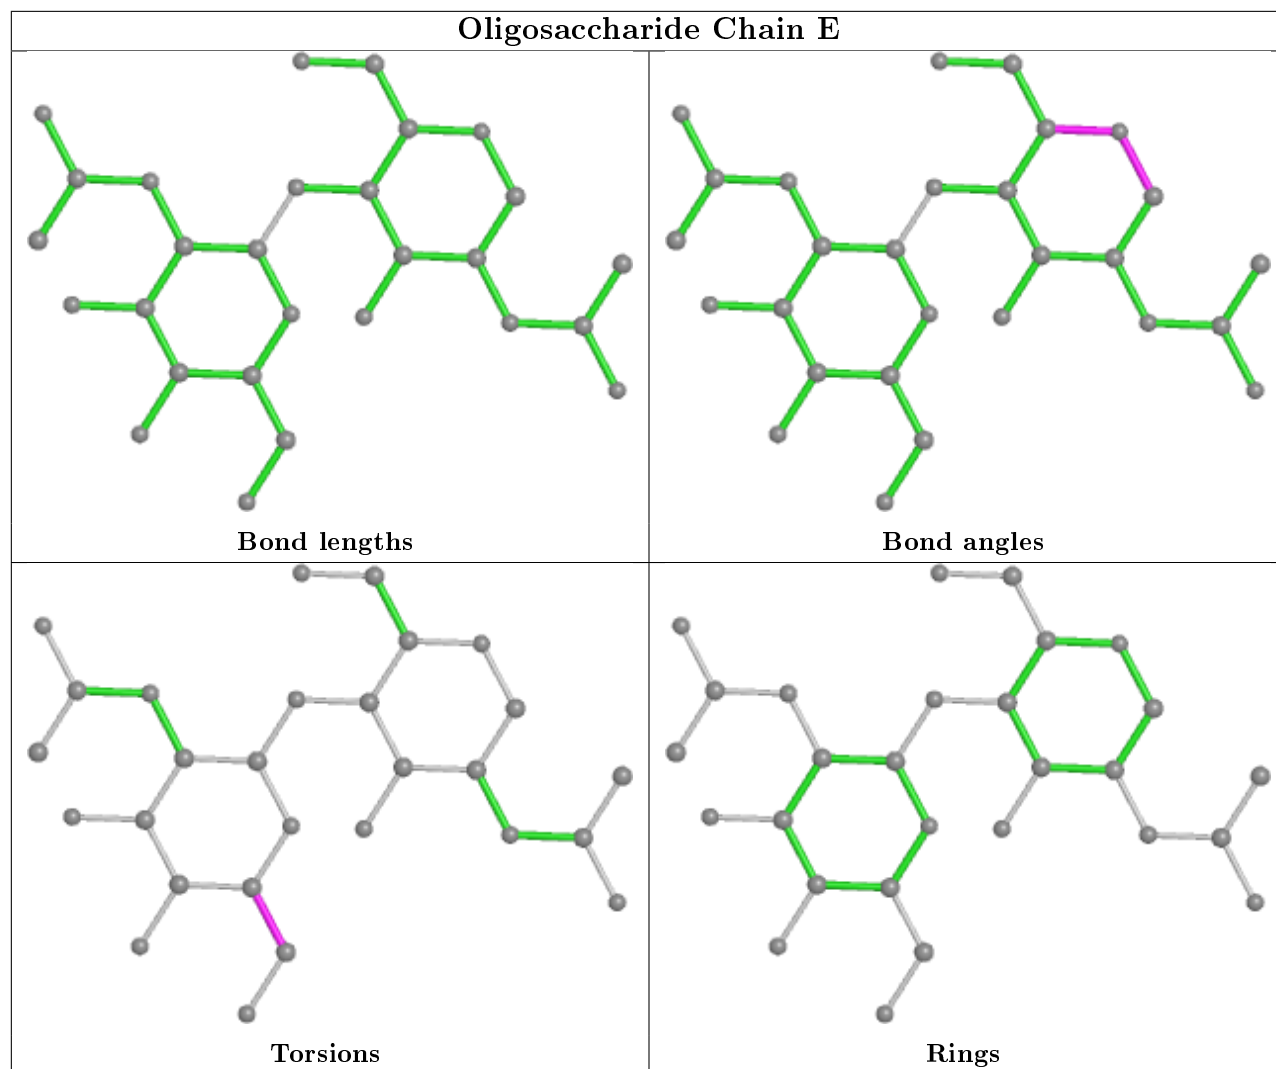 Oligosaccharide Chain E
Bond lengths
Bond angles
Torsions
Rings